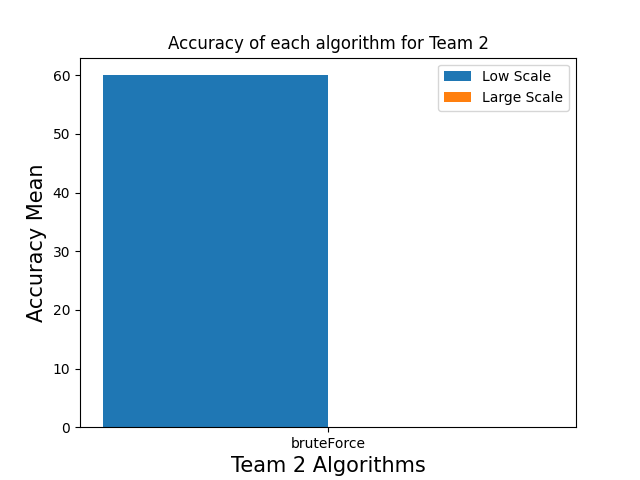 Accuracy of each algorithm for Team 2
Low Scale
Large Scale
Accuracy Mean
60
50
40
30
20
10
0
bruteForce
Team 2 Algorithms